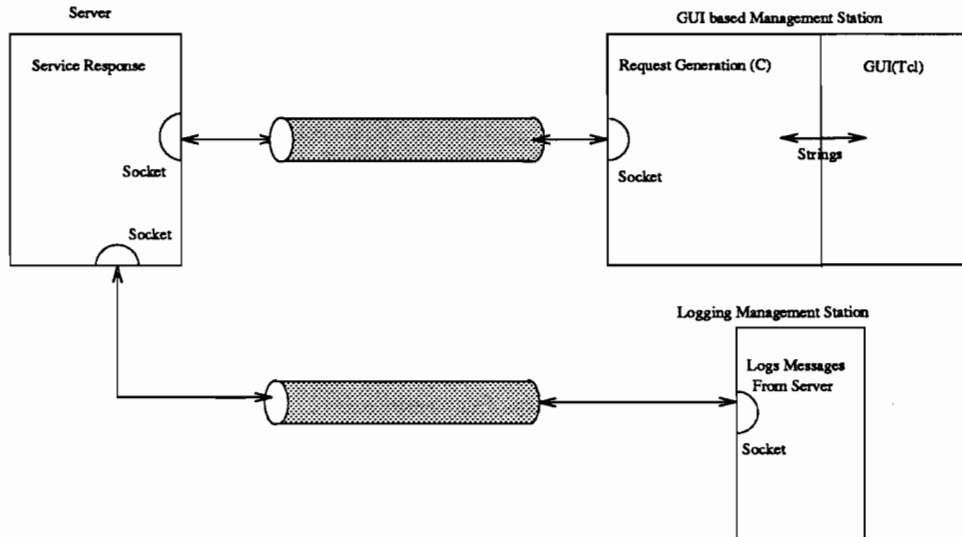 Server
GUI based Management Station
Service Response
Request Generation (C)
GUI(Tcl)
Strings
Socket
Socket
Socket
Logging Management Station
Logs Messages
From Server
Socket